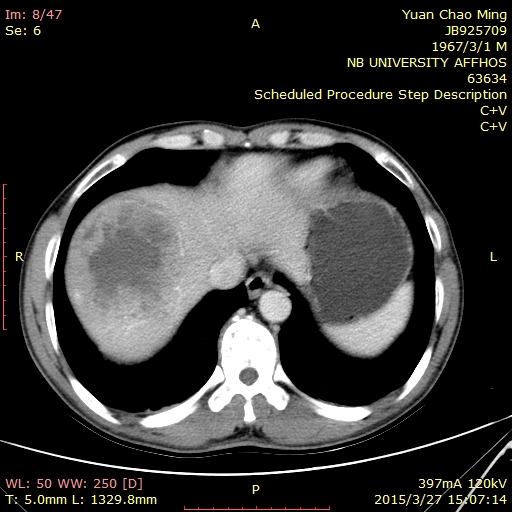 Im: 8/47
Se: 6
A
Yuan Chao Ming
JB925709
1967/3/1 M
NB UNIVERSITY AFFHOS
63634
Scheduled Procedure Step Description
C+V
C+V
R
L
WL: 50 WW: 250 [D]
T: 5.0mm L: 1329.8mm
P
397mA 120kV
2015/3/27 15:07:14